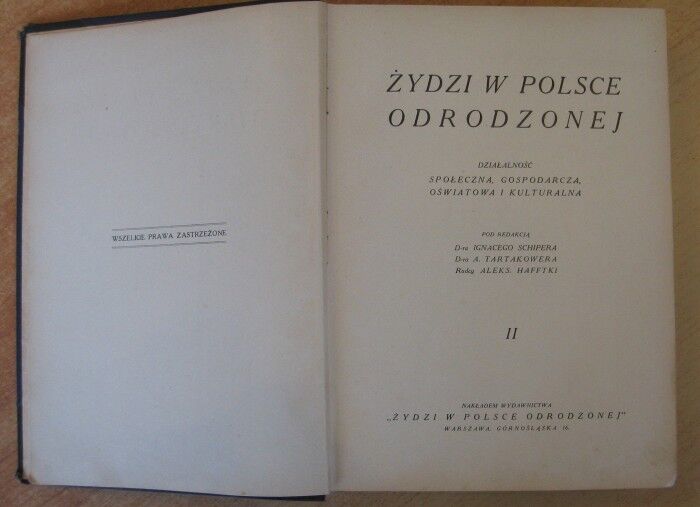 WSZELKIE PRAWA ZASTRZEŻONE
ŻYDZI W POLSCE
ODRODZONEJ
DZIAŁALNOŚĆ
SPOŁECZNA, GOSPODARCZA,
OŚWIATOWA I KULTURALNA
POD REDAKCJĄ
D-ra IGNACEGO SCHIPERA
D-ra A. TARTAKOWERA
Radcy ALEKS. HAFFTKI
II
NAKŁADEM WYDAWNICTWA
„ŻYDZI W POLSCE ODRODZONEJ"
WARSZAWA, GÓRNOŚLĄSKA 16.